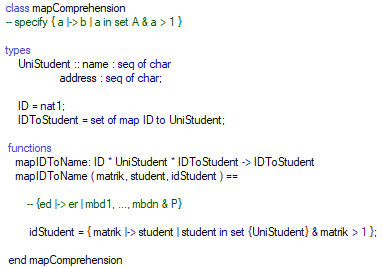 class mapComprehension
-- specify { a |-> b | a in set A & a > 1 }
types
UniStudent :: name : seq of char
address : seq of char;
ID = nat1;
IDToStudent = set of map ID to UniStudent;
functions
mapIDToName: ID * UniStudent * IDToStudent -> IDToStudent
mapIDToName ( matrik, student, idStudent ) ==
-- {ed |-> er | mbd1, ..., mbdn & P}
idStudent = { matrik |-> student | student in set {UniStudent} & matrik > 1 };
end mapComprehension